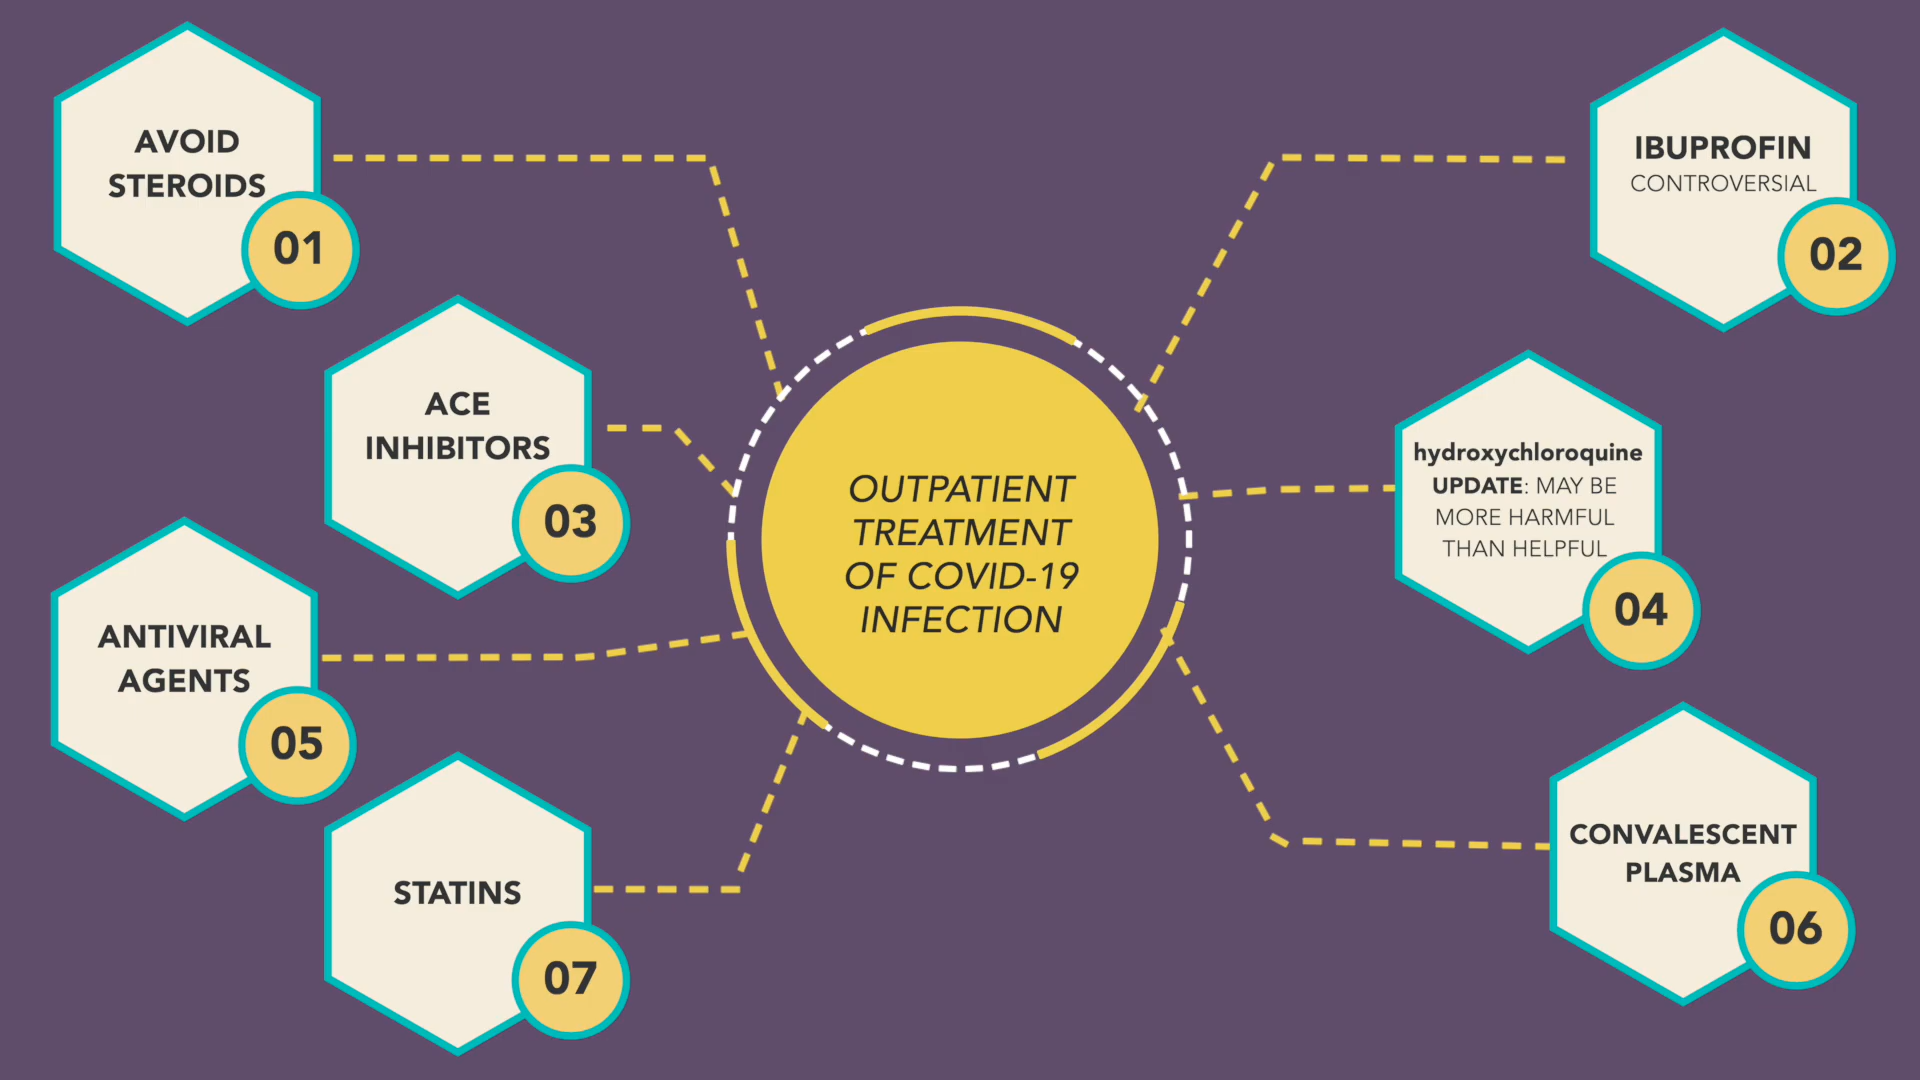 AVOID
STEROIDS
01
IBUPROFIN
CONTROVERSIAL
02
ACE
INHIBITORS
03
hydroxychloroquine
UPDATE: MAY BE
MORE HARMFUL
THAN HELPFUL
04
OUTPATIENT
TREATMENT
OF COVID-19
INFECTION
ANTIVIRAL
AGENTS
05
CONVALESCENT
PLASMA
06
STATINS
07